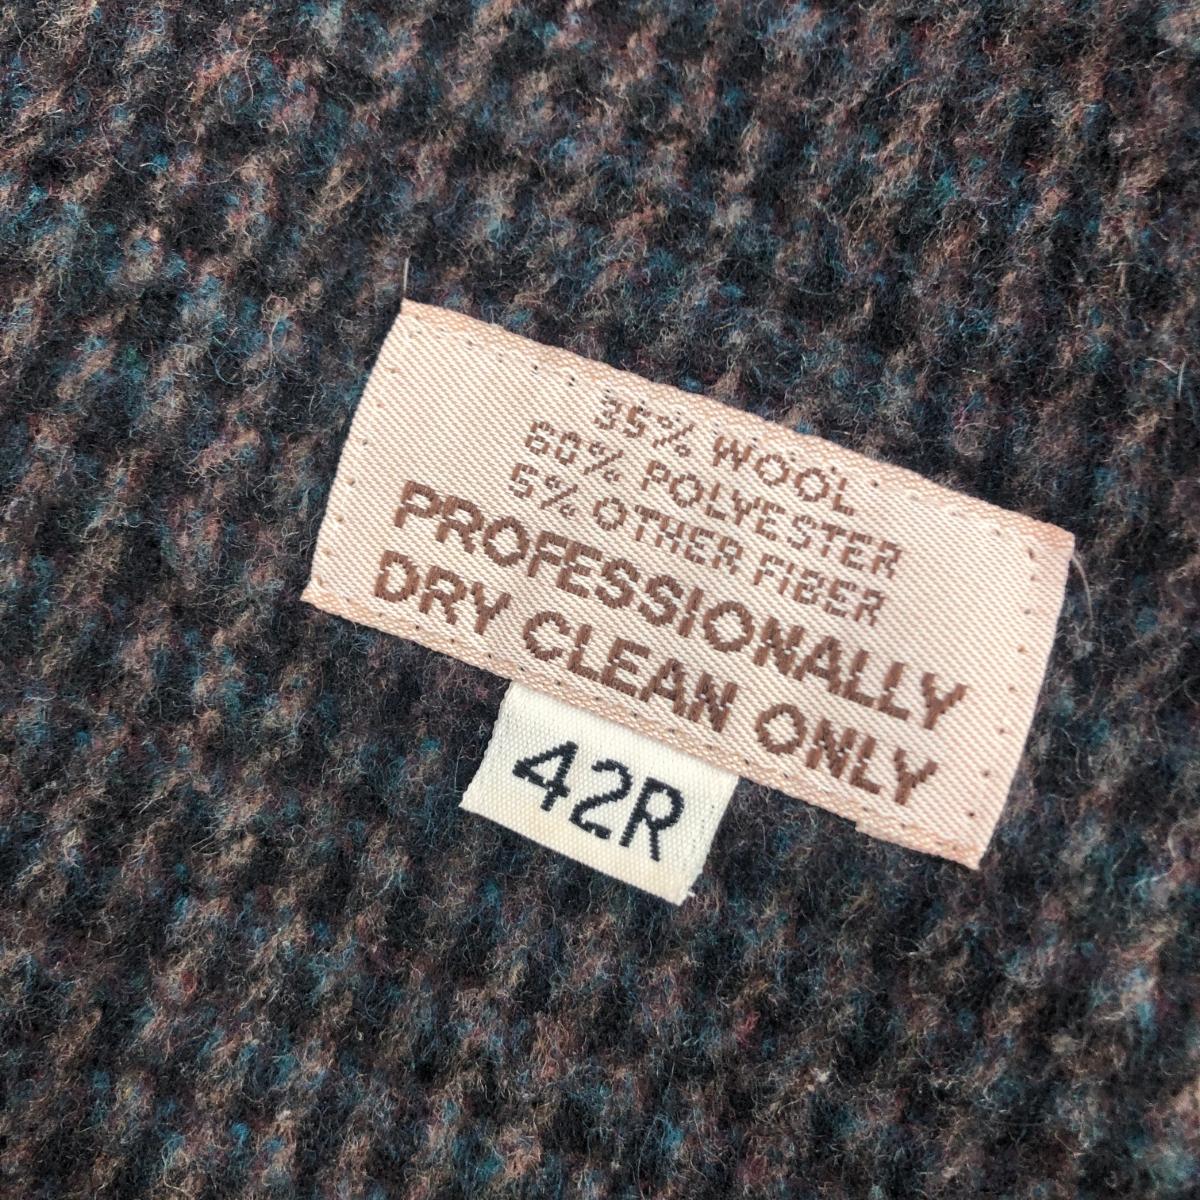 35% WOOL
60% POLYESTER
5% OTHER FIBER
PROFESSIONALLY
DRY CLEAN ONLY
42R